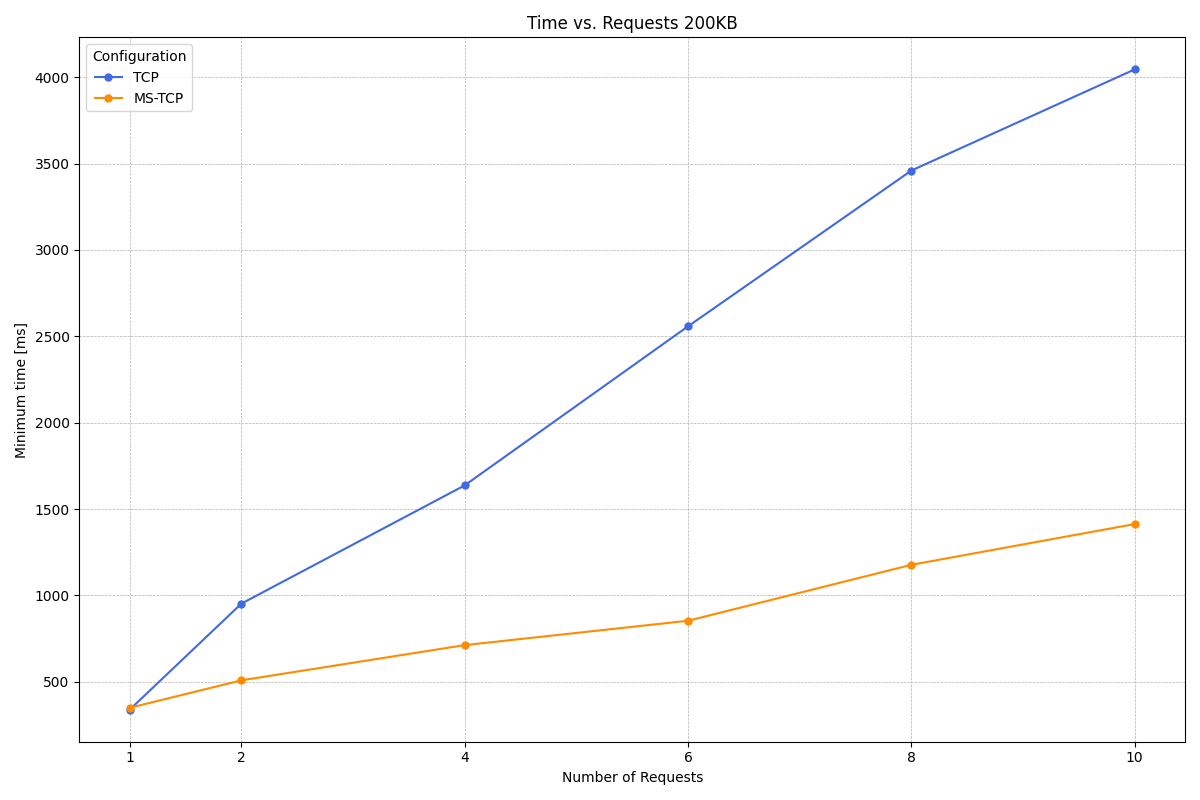 Time vs. Requests 200KB
Configuration
TCP
MS-TCP
4000
3500
3000
2500
2000
1500
1000
500
Minimum time [ms]
1 2 4 6 8 10
Number of Requests